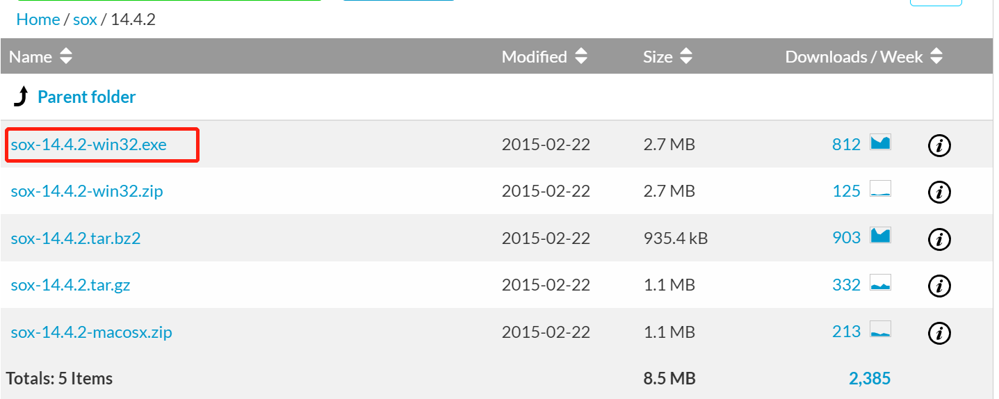 Home / sox / 14.4.2
Name Modified Size Downloads / Week
Parent folder
sox-14.4.2-win32.exe 2015-02-22 2.7 MB 812 i
sox-14.4.2-win32.zip 2015-02-22 2.7 MB 125 i
sox-14.4.2.tar.bz2 2015-02-22 935.4 kB 903 i
sox-14.4.2.tar.gz 2015-02-22 1.1 MB 332 i
sox-14.4.2-macosx.zip 2015-02-22 1.1 MB 213 i
Totals: 5 Items 8.5 MB 2,385